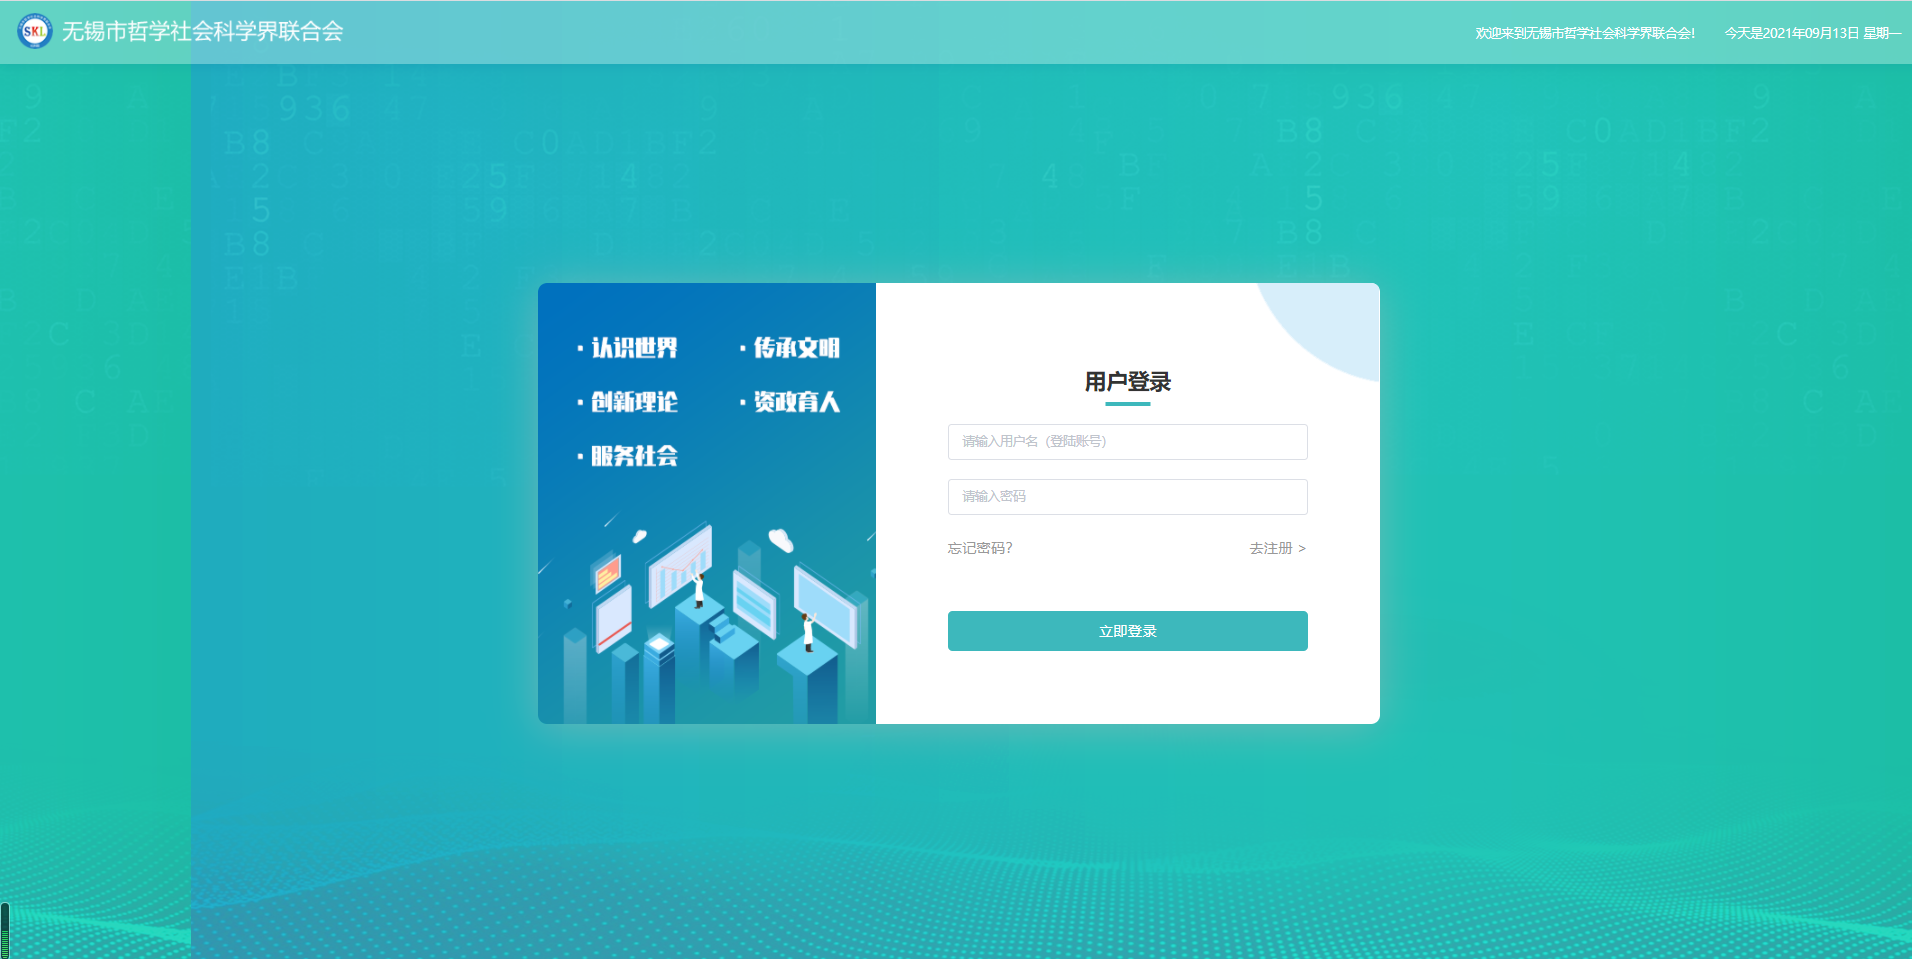 SKL 无锡市哲学社会科学界联合会
欢迎来到无锡市哲学社会科学界联合会! 今天是2021年09月13日 星期一
· 认识世界 · 传承文明
· 创新理论 · 资政育人
· 服务社会
用户登录
请输入用户名（登陆账号）
请输入密码
忘记密码? 去注册 >
立即登录